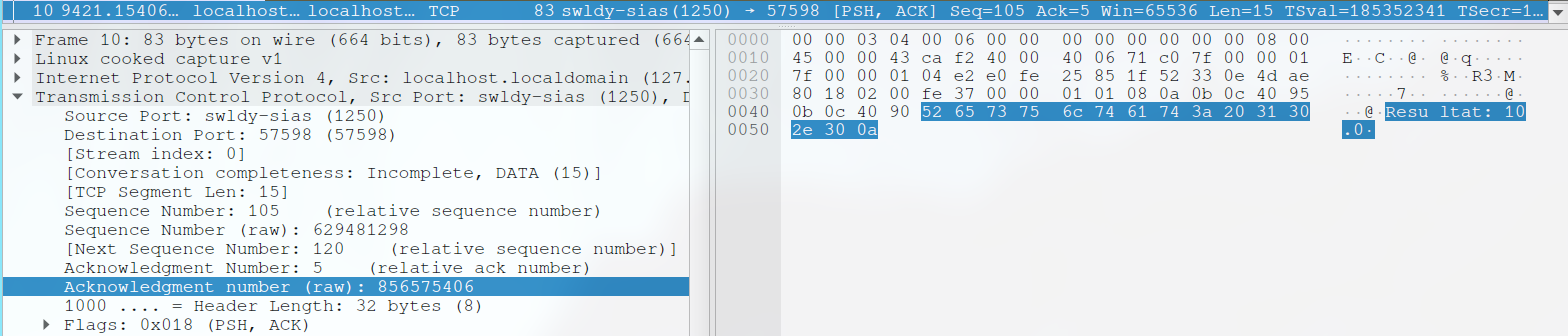 10 9421.15406… localhost… localhost… TCP 83 swldy-sias(1250) → 57598 [PSH, ACK] Seq=105 Ack=5 Win=65536 Len=15 TSval=185352341 TSecr=1…
Frame 10: 83 bytes on wire (664 bits), 83 bytes captured (664
Linux cooked capture v1
Internet Protocol Version 4, Src: localhost.localdomain (127.
Transmission Control Protocol, Src Port: swldy-sias (1250), D
Source Port: swldy-sias (1250)
Destination Port: 57598 (57598)
[Stream index: 0]
[Conversation completeness: Incomplete, DATA (15)]
[TCP Segment Len: 15]
Sequence Number: 105 (relative sequence number)
Sequence Number (raw): 629481298
[Next Sequence Number: 120 (relative sequence number)]
Acknowledgment Number: 5 (relative ack number)
Acknowledgment number (raw): 856575406
1000 .... = Header Length: 32 bytes (8)
Flags: 0x018 (PSH, ACK)
0000 00 00 03 04 00 06 00 00 00 00 00 00 00 00 08 00 ········ ········
0010 45 00 00 43 ca f2 40 00 40 06 71 c0 7f 00 00 01 E··C··@· @·q·····
0020 7f 00 00 01 04 e2 e0 fe 25 85 1f 52 33 0e 4d ae ········ %··R3·M·
0030 80 18 02 00 fe 37 00 00 01 01 08 0a 0b 0c 40 95 ·····7·· ······@·
0040 0b 0c 40 90 52 65 73 75 6c 74 61 74 3a 20 31 30 ··@·Resu ltat: 10
0050 2e 30 0a .0·